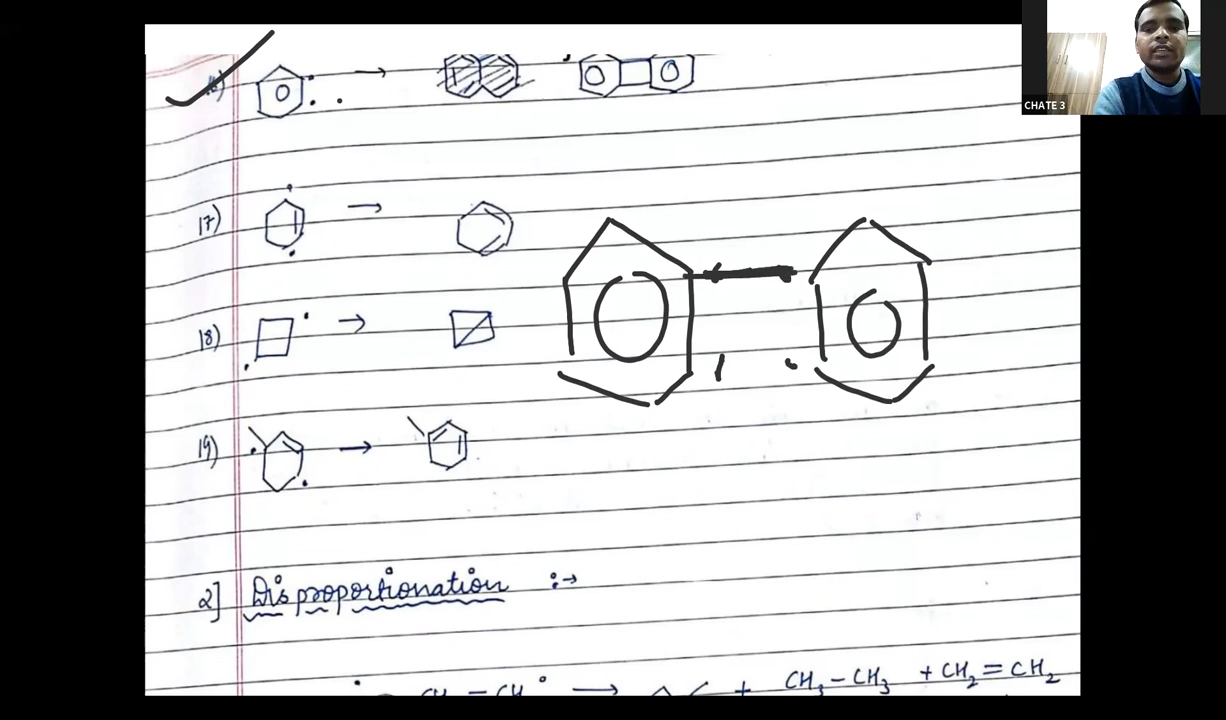 CHATE 3
17)
18)
19)
2] Disproportionation :→
CH₃ – CH₃ + CH₂ = CH₂